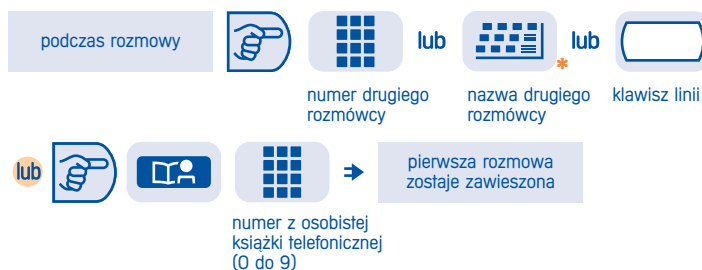 podczas rozmowy
lub
*
lub
numer drugiego
rozmówcy
nazwa drugiego
rozmówcy
klawisz linii
lub
pierwsza rozmowa
zostaje zawieszona
numer z osobistej
książki telefonicznej
(0 do 9)